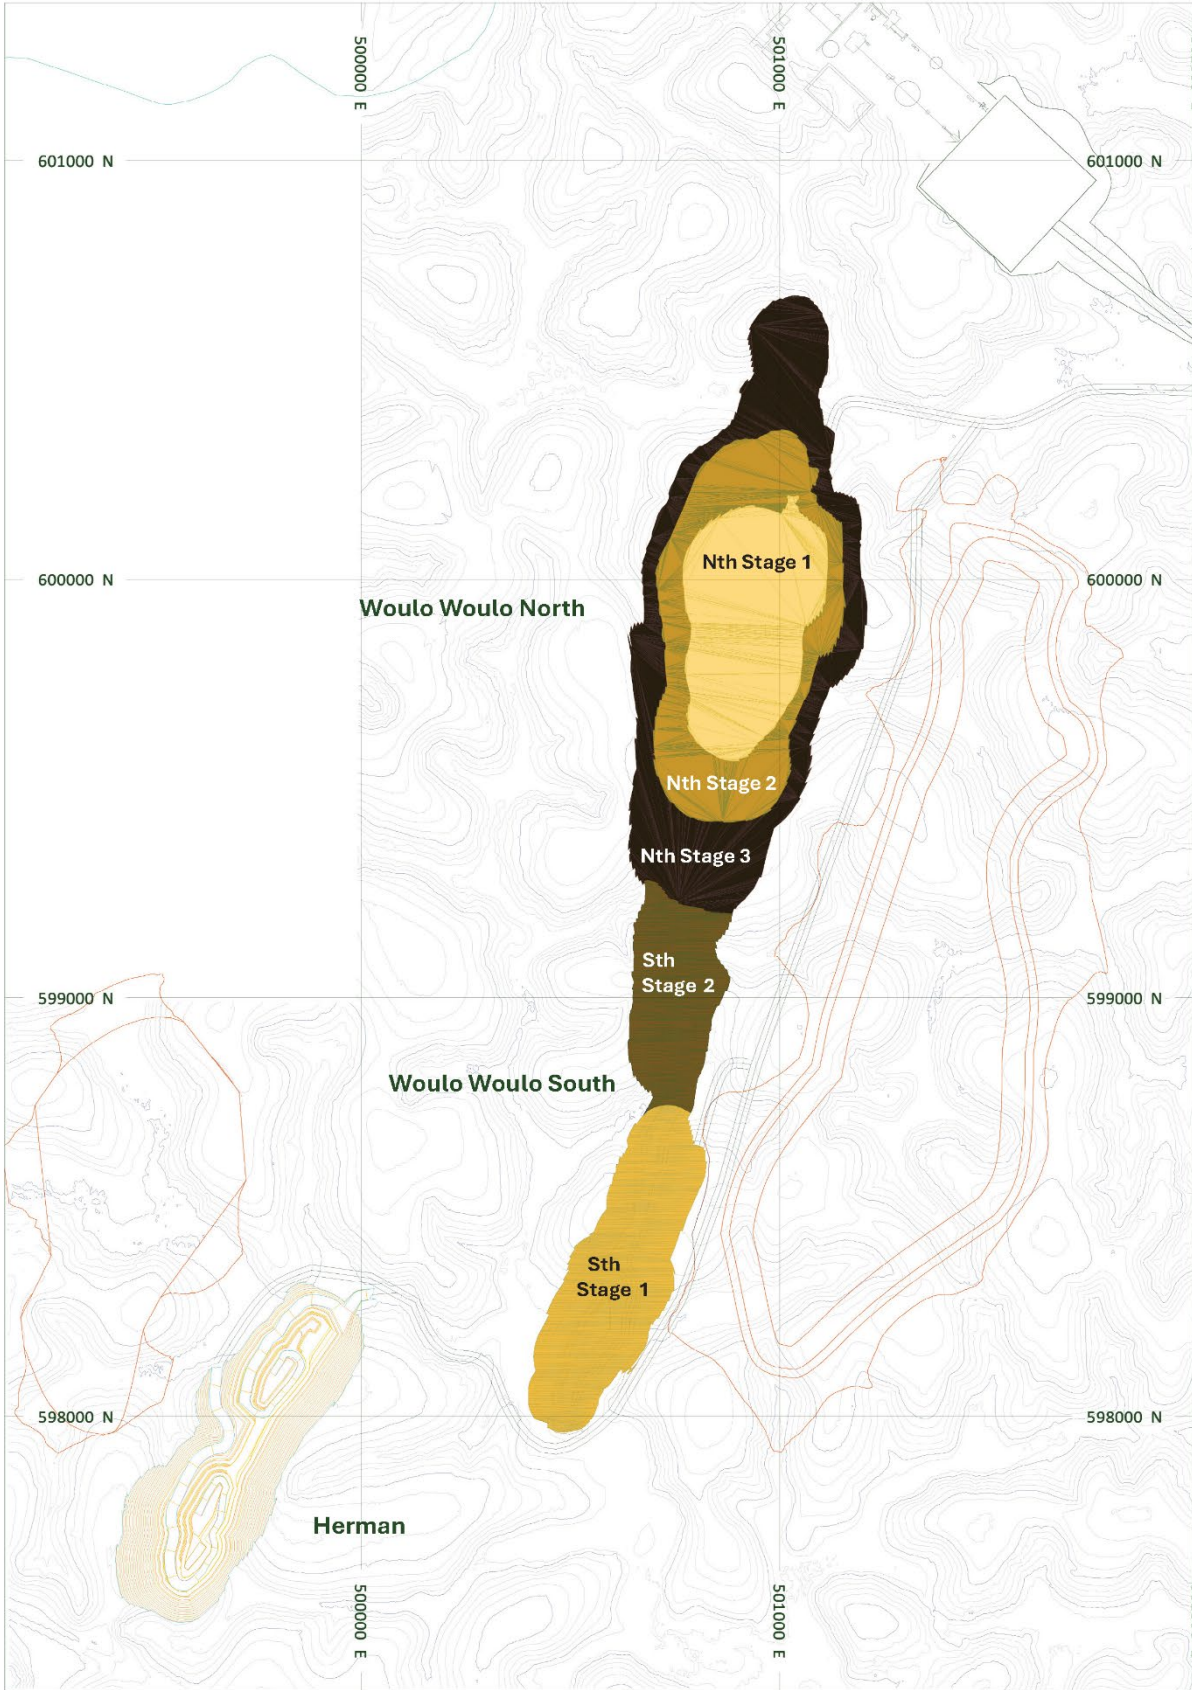 500000 E
501000 E
601000 N
601000 N
Nth Stage 1
600000 N
600000 N
Woulo Woulo North
Nth Stage 2
Nth Stage 3
Sth
Stage 2
599000 N
599000 N
Woulo Woulo South
Sth
Stage 1
598000 N
598000 N
Herman
500000 E
501000 E